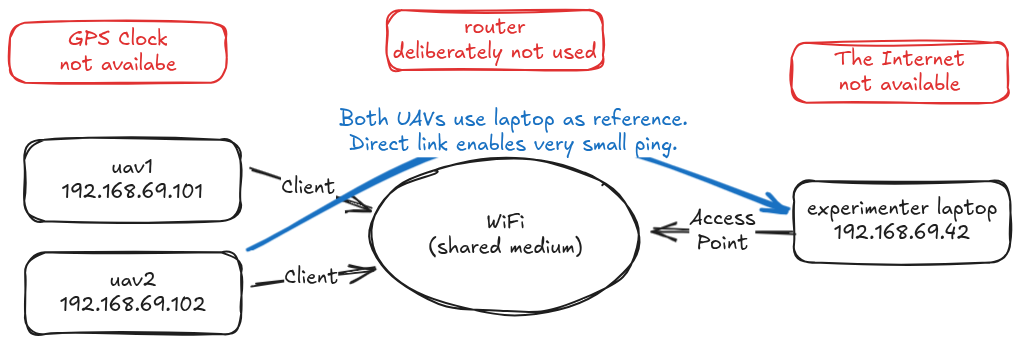 GPS Clock
not availabe
router
deliberately not used
The Internet
not available
Both UAVs use laptop as reference.
Direct link enables very small ping.
uav1
192.168.69.101
Client
WiFi
(shared medium)
Access
Point
experimenter laptop
192.168.69.42
uav2
192.168.69.102
Client